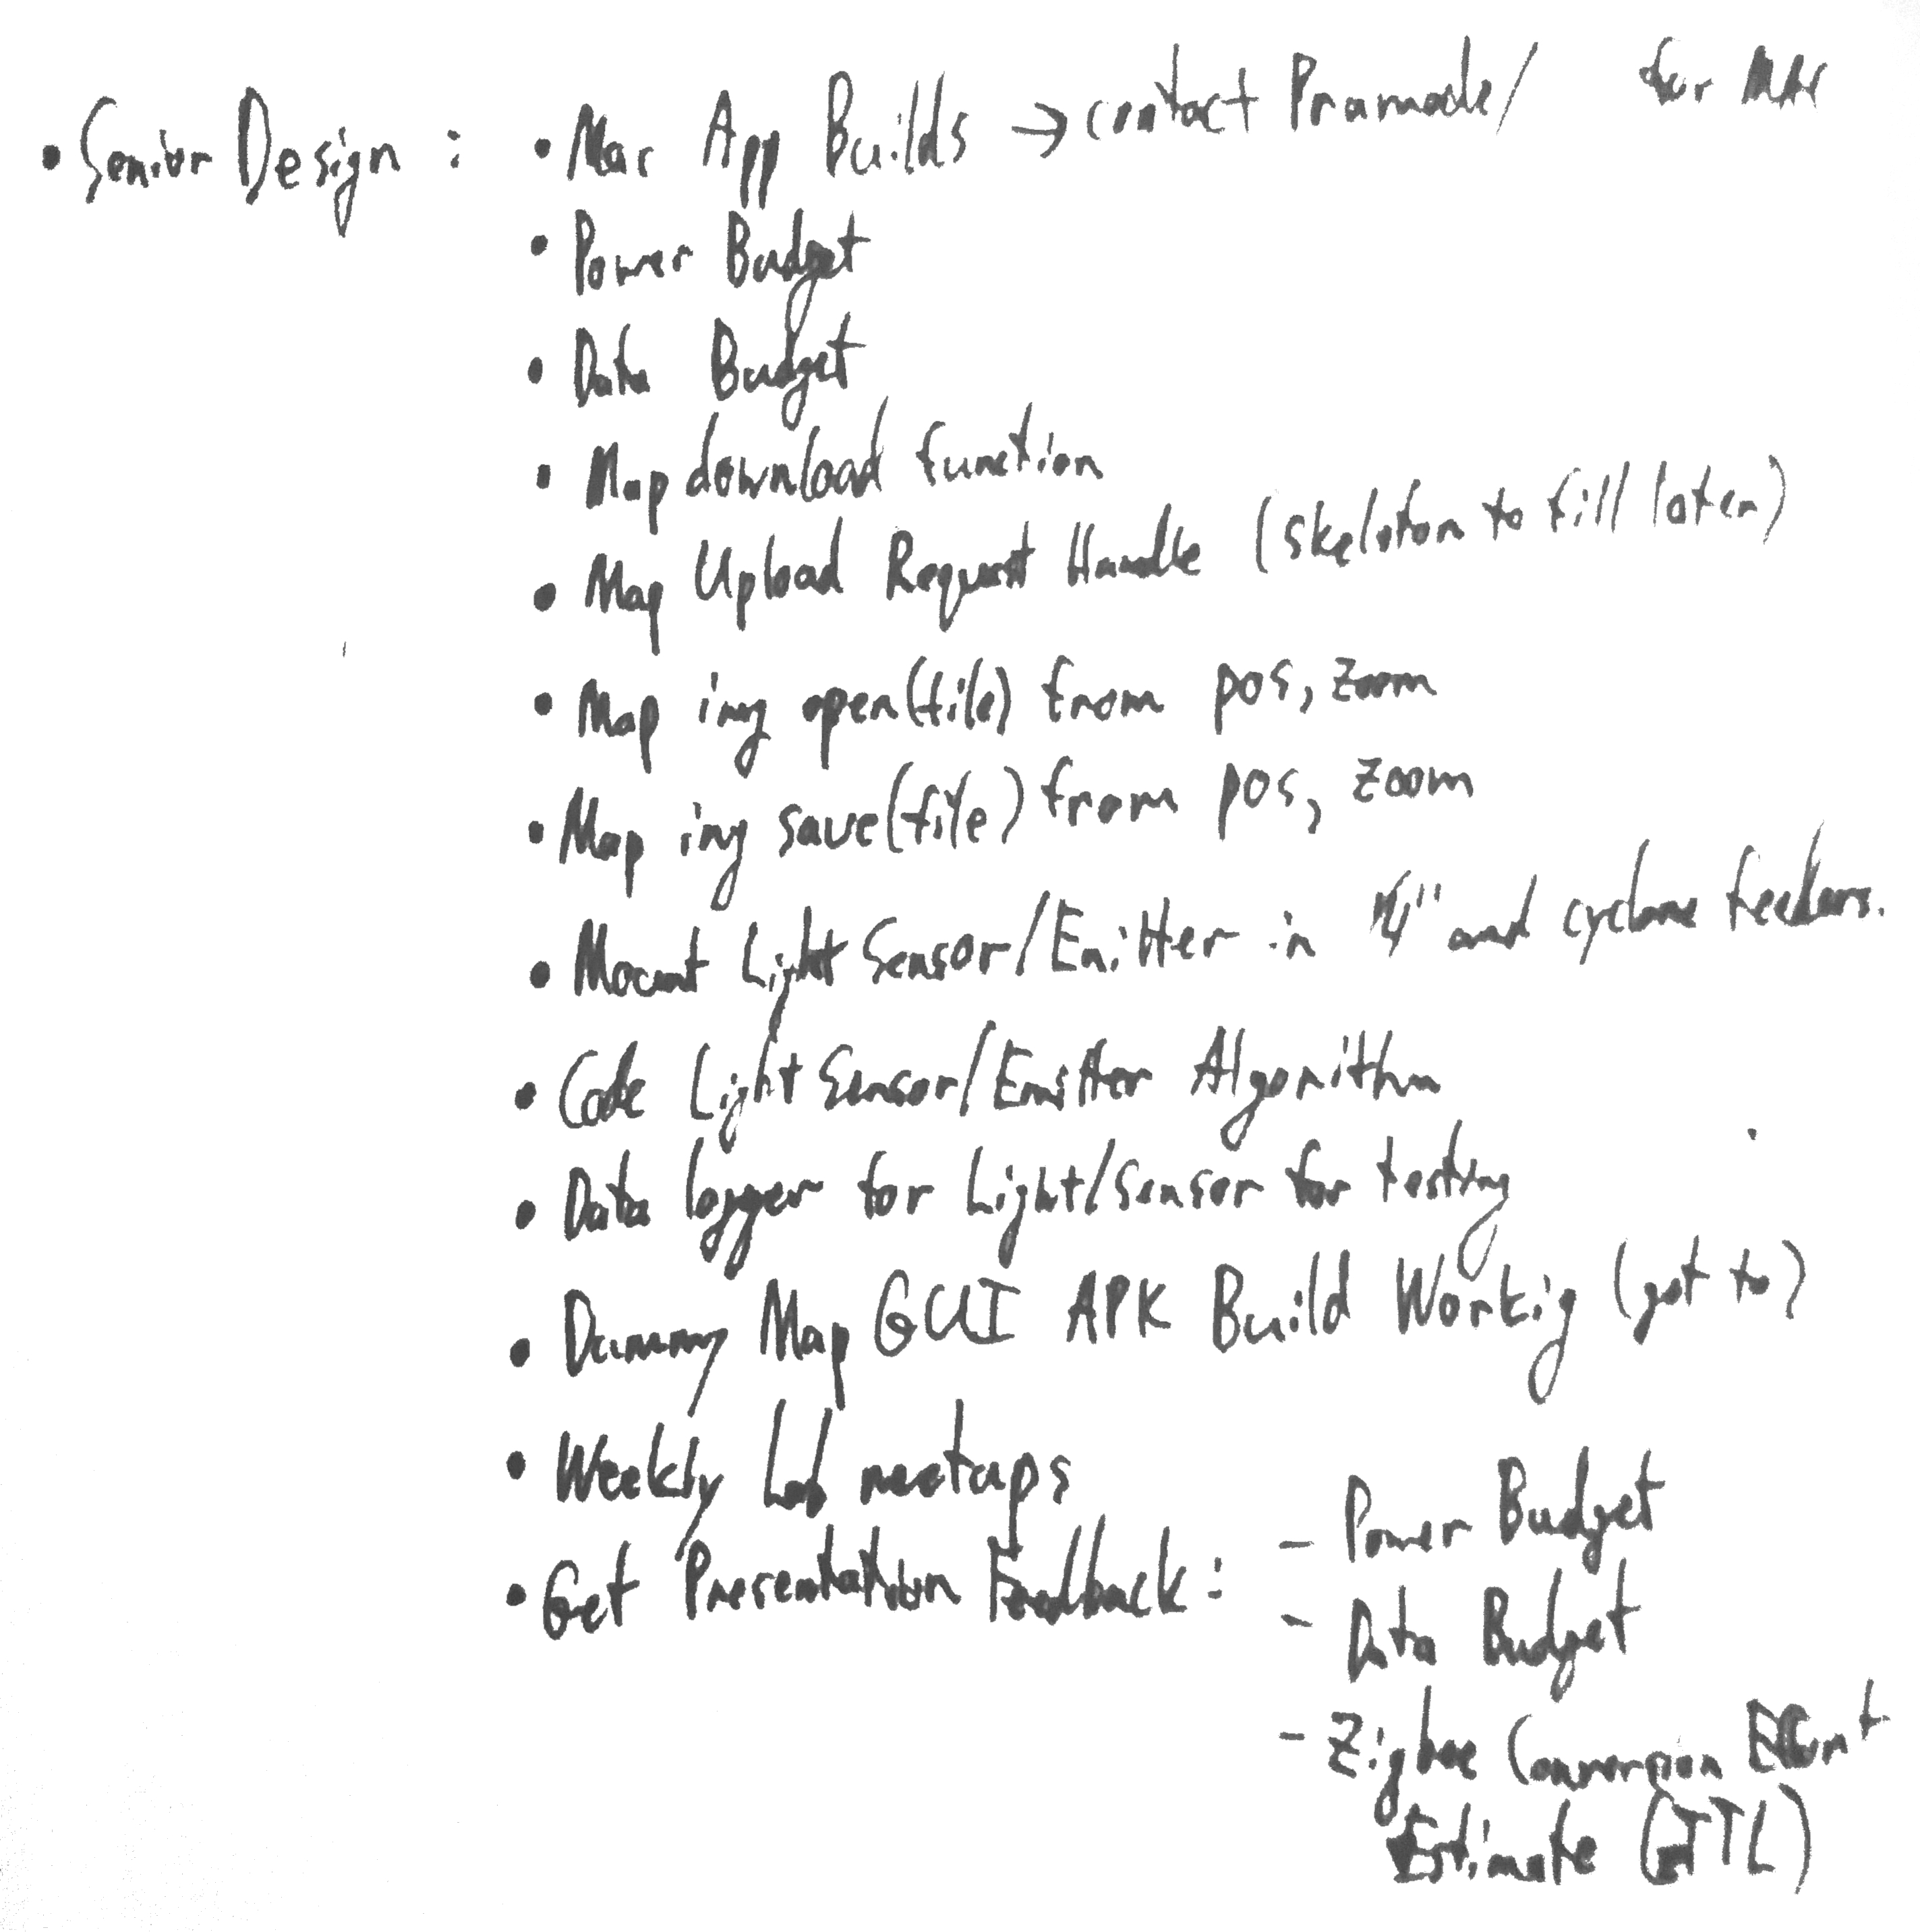 • Senior Design : • Mac App Builds → contact Pramode/ for MAC
• Power Budget
• Data Budget
• Map download function
• Map Upload Request Handle (skeleton to fill later)
• Map img open(file) from pos, zoom
• Map img save(file) from pos, zoom
• Mount Light Sensor/Emitter in 1/4" and cyclone feeders.
• Code Light Sensor/Emitter Algorithm
• Data logger for Light/Sensor for testing
• Dummy Map GUI APK Build Workig (got to)
• Weekly Lab meetups
• Get Presentation Feedback : - Power Budget
- Data Budget
- Zigbee Conversion
Estimate